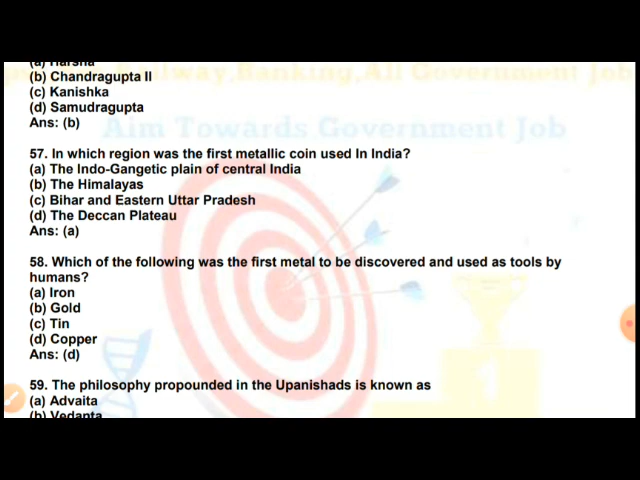 (a) Harsha
(b) Chandragupta II
(c) Kanishka
(d) Samudragupta
Ans: (b)
Railway,Banking,All Government Job
Aim Towards Government Job
57. In which region was the first metallic coin used In India?
(a) The Indo-Gangetic plain of central India
(b) The Himalayas
(c) Bihar and Eastern Uttar Pradesh
(d) The Deccan Plateau
Ans: (a)
58. Which of the following was the first metal to be discovered and used as tools by
humans?
(a) Iron
(b) Gold
(c) Tin
(d) Copper
Ans: (d)
1
59. The philosophy propounded in the Upanishads is known as
(a) Advaita
(b) Vedanta